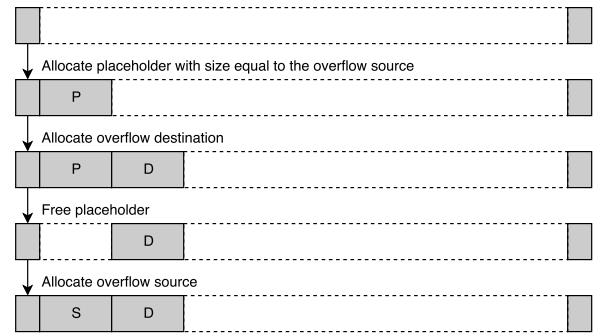 Allocate placeholder with size equal to the overflow source
P
Allocate overflow destination
P D
Free placeholder
D
Allocate overflow source
S D